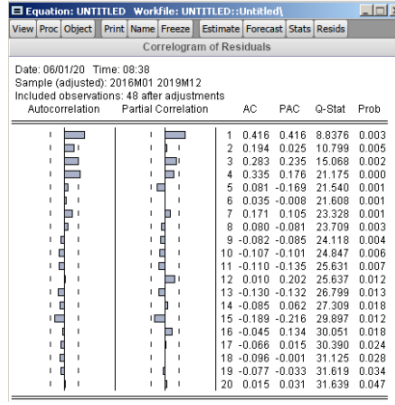 Equation: UNTITLED Workfile: UNTITLED::Untitled\
View Proc Object Print Name Freeze Estimate Forecast Stats Resids
Correlogram of Residuals
Date: 06/01/20 Time: 08:38
Sample (adjusted): 2016M01 2019M12
Included observations: 48 after adjustments
Autocorrelation Partial Correlation AC PAC Q-Stat Prob
1 0.416 0.416 8.8376 0.003
2 0.194 0.025 10.799 0.005
3 0.283 0.235 15.068 0.002
4 0.335 0.176 21.175 0.000
5 0.081 -0.169 21.540 0.001
6 0.035 -0.008 21.608 0.001
7 0.171 0.105 23.328 0.001
8 0.080 -0.081 23.709 0.003
9 -0.082 -0.085 24.118 0.004
10 -0.107 -0.101 24.847 0.006
11 -0.110 -0.135 25.631 0.007
12 0.010 0.202 25.637 0.012
13 -0.130 -0.132 26.799 0.013
14 -0.085 0.062 27.309 0.018
15 -0.189 -0.216 29.897 0.012
16 -0.045 0.134 30.051 0.018
17 -0.066 0.015 30.390 0.024
18 -0.096 -0.001 31.125 0.028
19 -0.077 -0.033 31.619 0.034
20 0.015 0.031 31.639 0.047